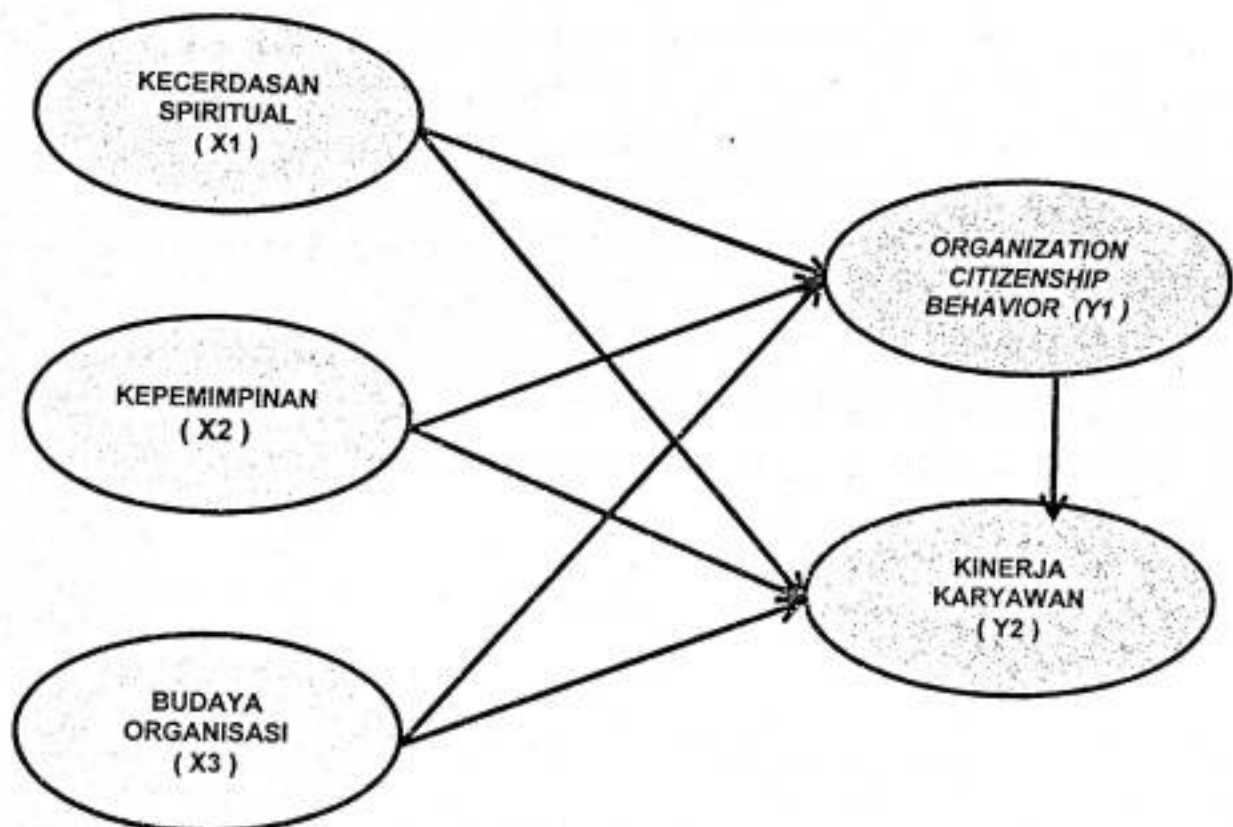 KECERDASAN
SPIRITUAL
( X1 )
ORGANIZATION
CITIZENSHIP
BEHAVIOR (Y1 )
KEPEMIMPINAN
( X2 )
KINERJA
KARYAWAN
( Y2 )
BUDAYA
ORGANISASI
( X3 )